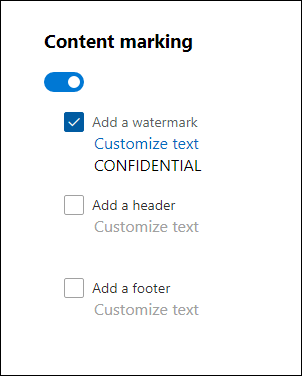 Content marking
Add a watermark
Customize text
CONFIDENTIAL
Add a header
Customize text
Add a footer
Customize text